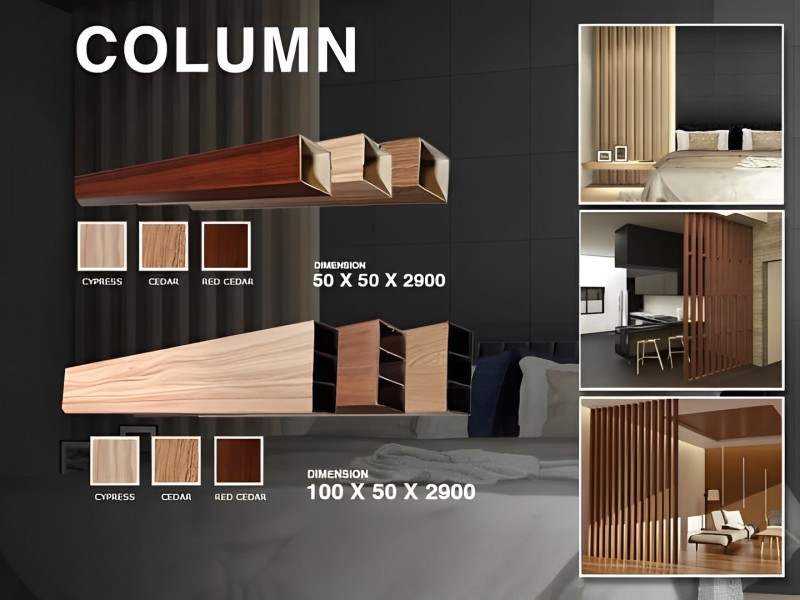 COLUMN
CYPRESS
CEDAR
RED CEDAR
DIMENSION
50 X 50 X 2900
CYPRESS
CEDAR
RED CEDAR
DIMENSION
100 X 50 X 2900